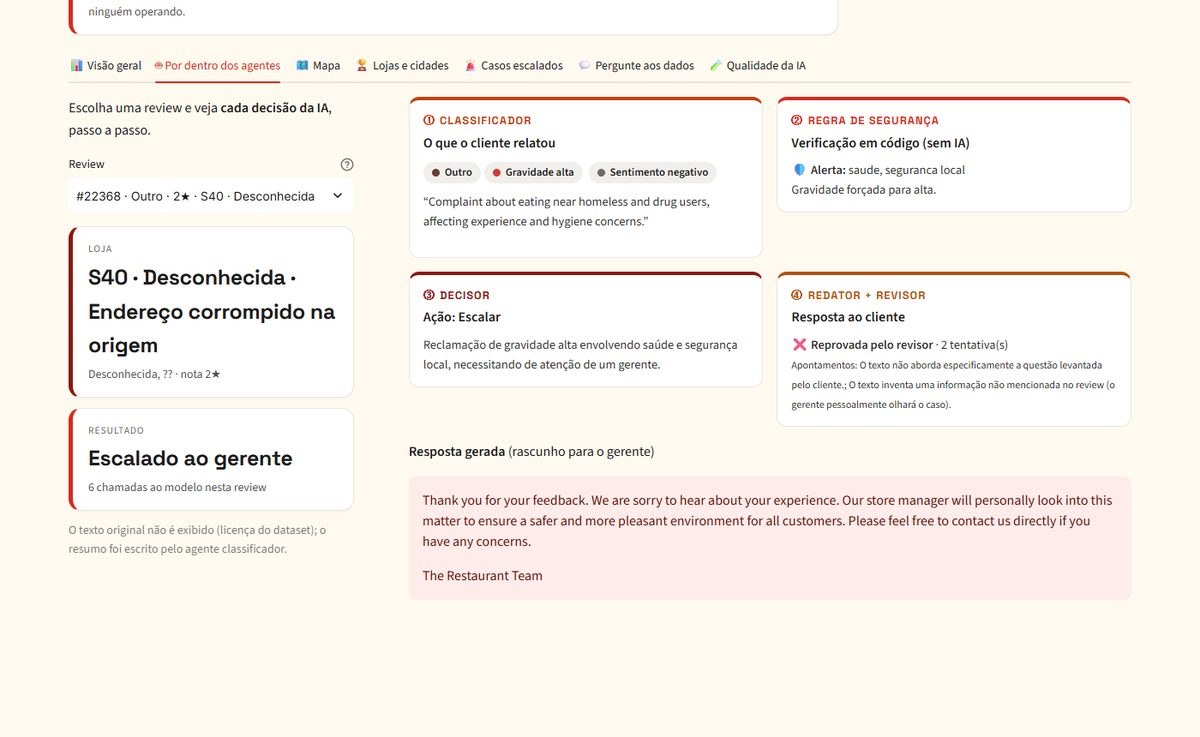 ninguém operando.
📊 Visão geral
Por dentro dos agentes
🗺️ Mapa
🏆 Lojas e cidades
🚨 Casos escalados
💬 Pergunte aos dados
🧪 Qualidade da IA
Escolha uma review e veja cada decisão da IA,
passo a passo.
Review
#22368 · Outro · 2★ · S40 · Desconhecida
LOJA
S40 · Desconhecida ·
Endereço corrompido na
origem
Desconhecida, ?? · nota 2★
RESULTADO
Escalado ao gerente
6 chamadas ao modelo nesta review
O texto original não é exibido (licença do dataset); o
resumo foi escrito pelo agente classificador.
① CLASSIFICADOR
O que o cliente relatou
Outro
Gravidade alta
Sentimento negativo
“Complaint about eating near homeless and drug users,
affecting experience and hygiene concerns.”
② REGRA DE SEGURANÇA
Verificação em código (sem IA)
🛡️ Alerta: saude, seguranca local
Gravidade forçada para alta.
③ DECISOR
Ação: Escalar
Reclamação de gravidade alta envolvendo saúde e segurança
local, necessitando de atenção de um gerente.
④ REDATOR + REVISOR
Resposta ao cliente
❌ Reprovada pelo revisor · 2 tentativa(s)
Apontamentos: O texto não aborda especificamente a questão levantada
pelo cliente.; O texto inventa uma informação não mencionada no review (o
gerente pessoalmente olhará o caso).
Resposta gerada (rascunho para o gerente)
Thank you for your feedback. We are sorry to hear about your experience. Our store manager will personally look into this
matter to ensure a safer and more pleasant environment for all customers. Please feel free to contact us directly if you
have any concerns.
The Restaurant Team